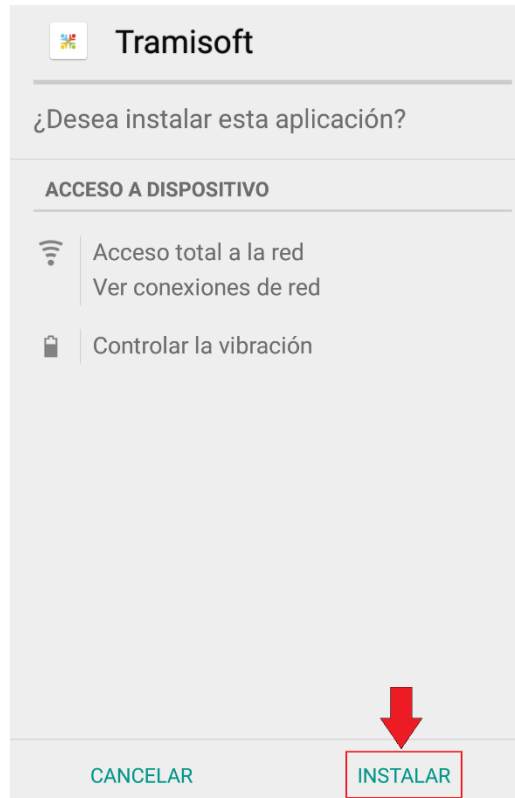 Tramisoft
¿Desea instalar esta aplicación?
ACCESO A DISPOSITIVO
Acceso total a la red
Ver conexiones de red
Controlar la vibración
CANCELAR
INSTALAR